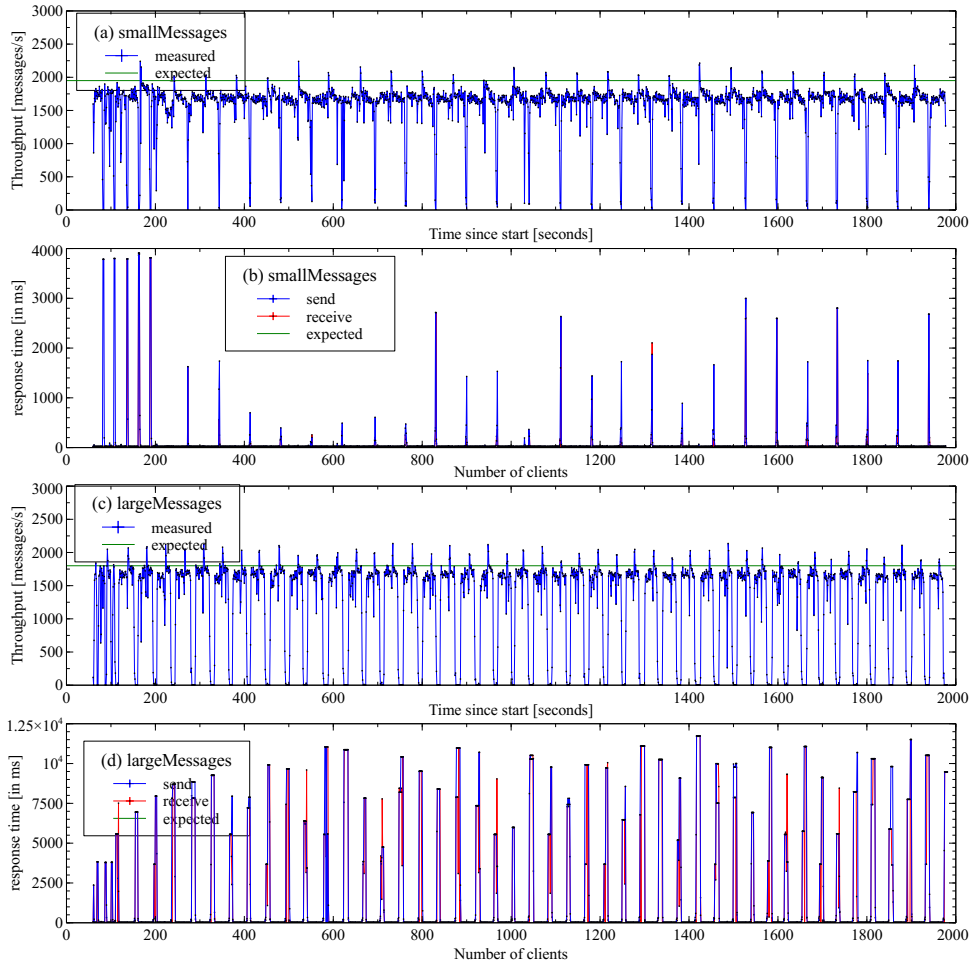 (a) smallMessages
measured
expected
Throughput [messages/s]
3000
2500
2000
1500
1000
500
0
0 200 400 600 800 1000 1400 1600 1800 2000
Time since start [seconds]
(b) smallMessages
send
receive
expected
response time [in ms]
4000
3000
2000
1000
0
0 200 400 600 800 1200 1400 1600 1800 2000
Number of clients
(c) largeMessages
measured
expected
Throughput [messages/s]
3000
2500
2000
1500
1000
500
0
0 200 400 600 800 1000 1400 1600 1800 2000
Time since start [seconds]
(d) largeMessages
send
receive
expected
response time [in ms]
1.25×10⁴
10⁴
7500
5000
2500
0
0 200 400 600 800 1000 1200 1400 1600 1800 2000
Number of clients